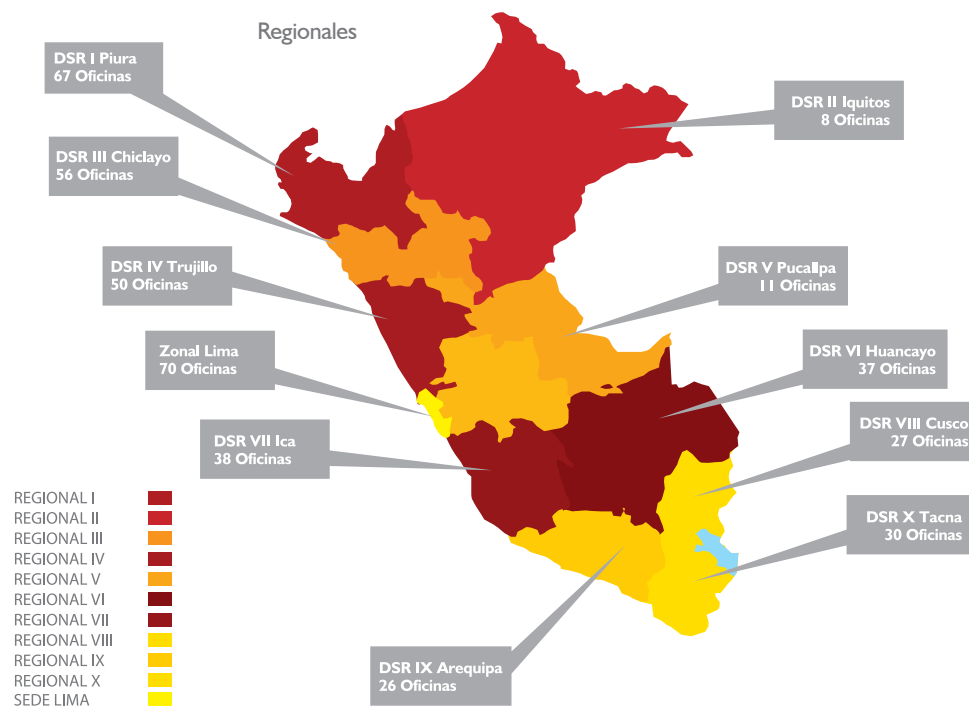 Regionales
DSR I Piura
67 Oficinas
DSR II Iquitos
8 Oficinas
DSR III Chiclayo
56 Oficinas
DSR IV Trujillo
50 Oficinas
DSR V Pucallpa
11 Oficinas
Zonal Lima
70 Oficinas
DSR VI Huancayo
37 Oficinas
DSR VII Ica
38 Oficinas
DSR VIII Cusco
27 Oficinas
DSR X Tacna
30 Oficinas
DSR IX Arequipa
26 Oficinas
REGIONAL I
REGIONAL II
REGIONAL III
REGIONAL IV
REGIONAL V
REGIONAL VI
REGIONAL VII
REGIONAL VIII
REGIONAL IX
REGIONAL X
SEDE LIMA